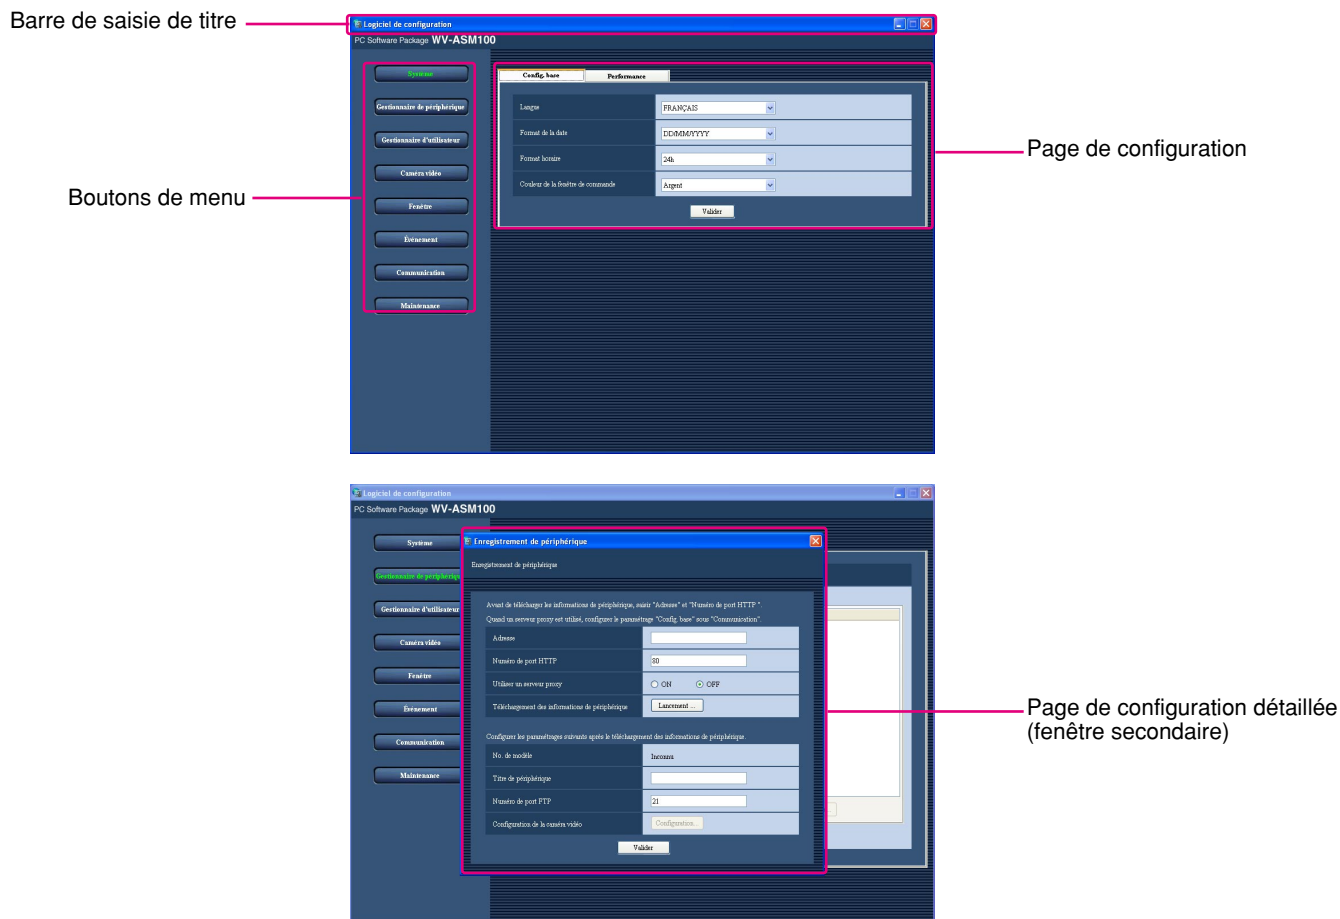 Barre de saisie de titre
Logiciel de configuration
PC Software Package WV-ASM100
Système
Gestionnaire de périphérique
Gestionnaire d'utilisateur
Caméra vidéo
Fenêtre
Événement
Communication
Maintenance
Boutons de menu
Config. base
Performance
Langue
FRANÇAIS
Format de la date
DD/MM/YYYY
Format horaire
24h
Couleur de la fenêtre de commande
Argent
Valider
Page de configuration
Logiciel de configuration
PC Software Package WV-ASM100
Système
Gestionnaire de périphériqu
Gestionnaire d'utilisateur
Caméra vidéo
Fenêtre
Événement
Communication
Maintenance
Enregistrement de périphérique
Enregistrement de périphérique
Avant de télécharger les informations de périphérique, saisir "Adresse" et "Numéro de port HTTP ".
Quand un serveur proxy est utilisé, configurer le paramétrage "Config. base" sous "Communication".
Adresse
Numéro de port HTTP
80
Utiliser un serveur proxy
ON
OFF
Téléchargement des informations de périphérique
Lancement ...
Configurer les paramétrages suivants après le téléchargement des informations de périphérique.
No. de modèle
Inconnu
Titre de périphérique
Numéro de port FTP
21
Configuration de la caméra vidéo
Configuration...
Valider
Page de configuration détaillée
(fenêtre secondaire)